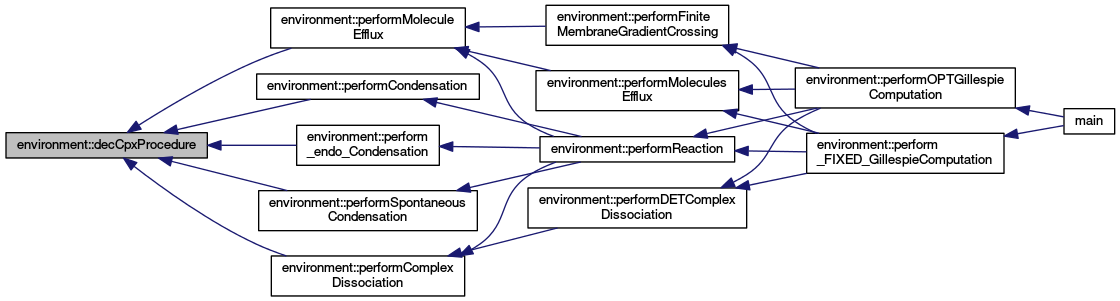 environment::performMolecule
Efflux
environment::performFinite
MembraneGradientCrossing
environment::performCondensation
environment::performMolecules
Efflux
environment::performOPTGillespie
Computation
main
environment::decCpxProcedure
environment::perform
_endo_Condensation
environment::performReaction
environment::perform
_FIXED_GillespieComputation
environment::performSpontaneous
Condensation
environment::performDETComplex
Dissociation
environment::performComplex
Dissociation